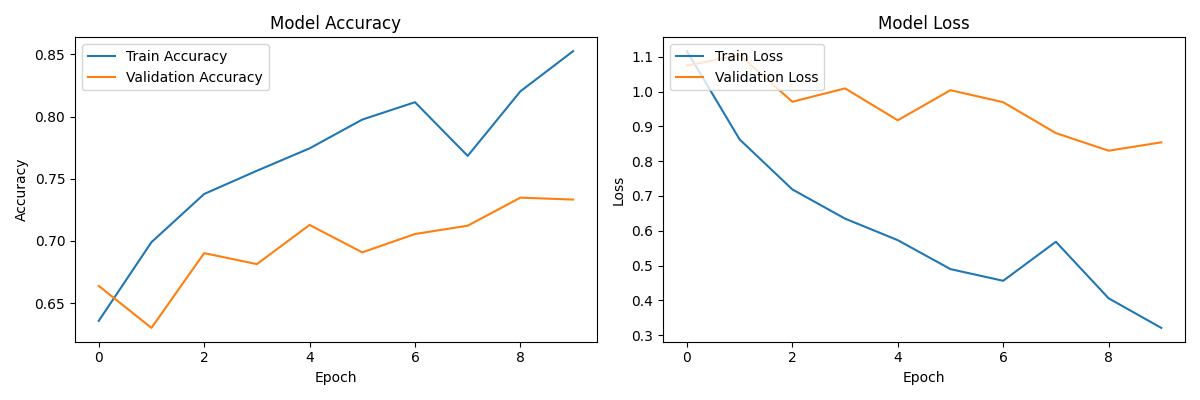 Model Accuracy
Train Accuracy
Validation Accuracy
0.85
0.80
0.75
0.70
0.65
Accuracy
0 2 4 6 8
Epoch
Model Loss
Train Loss
Validation Loss
1.1
1.0
0.9
0.8
0.7
0.6
0.5
0.4
0.3
Loss
0 2 4 6 8
Epoch